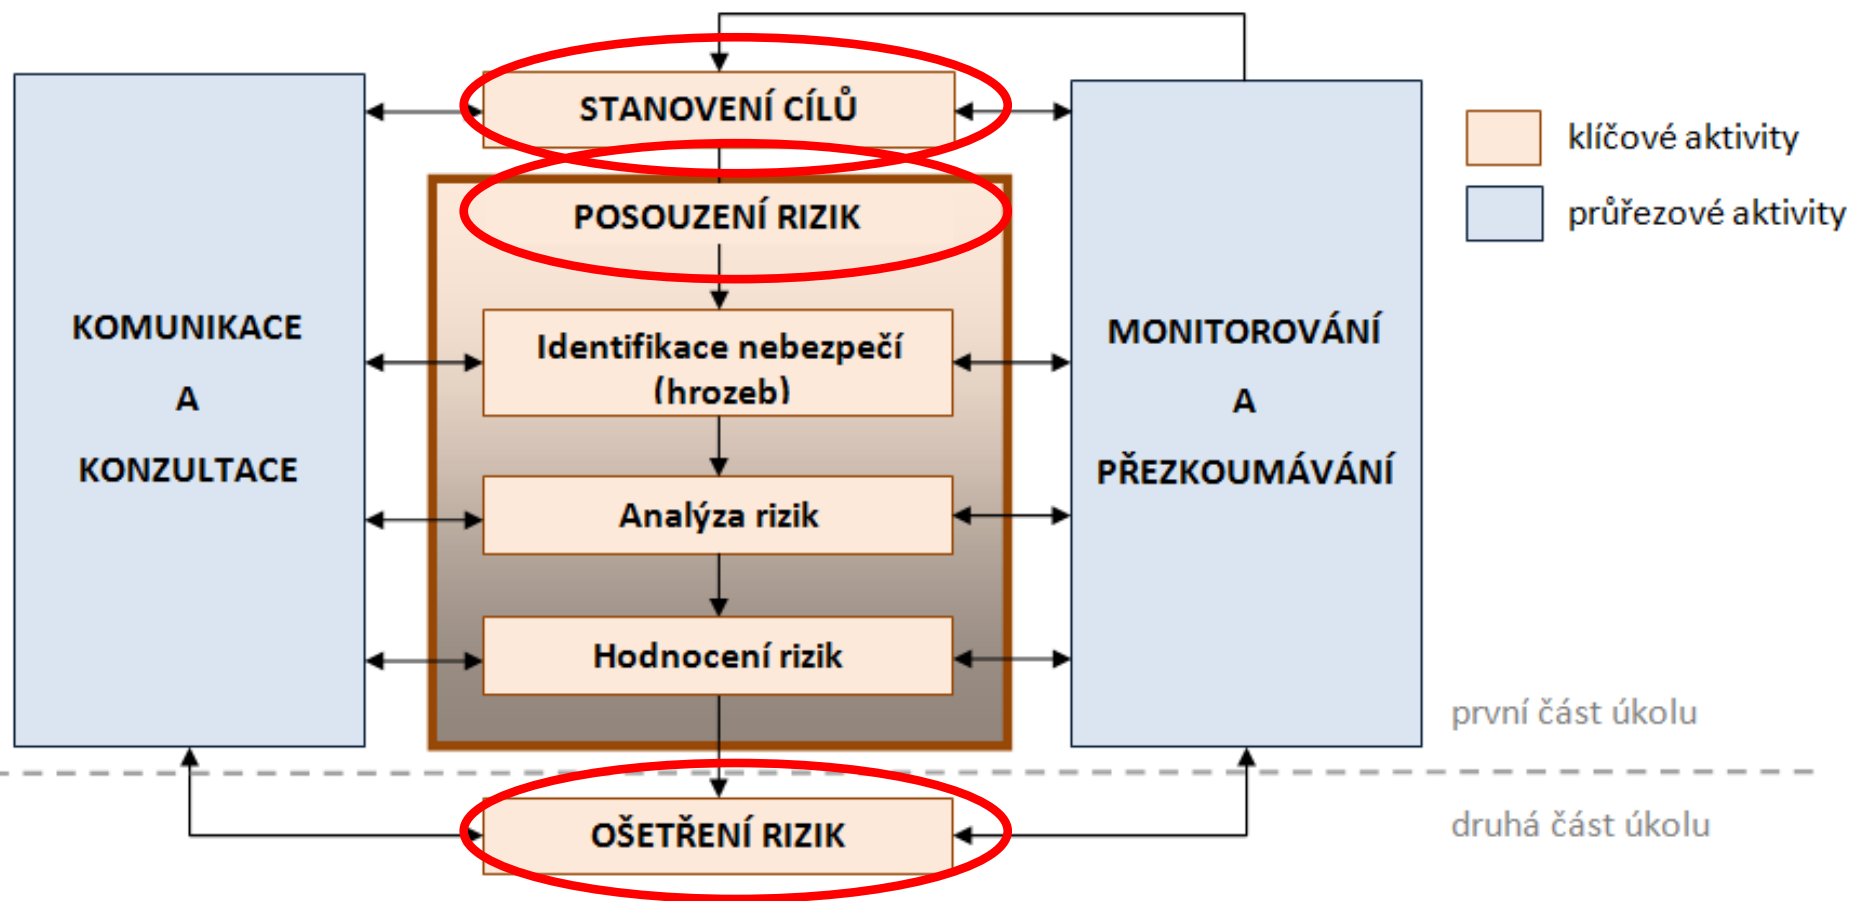 STANOVENÍ CÍLŮ
POSOUZENÍ RIZIK
KOMUNIKACE
A
KONZULTACE
Identifikace nebezpečí
(hrozeb)
Analýza rizik
Hodnocení rizik
MONITOROVÁNÍ
A
PŘEZKOUMÁVÁNÍ
klíčové aktivity
průřezové aktivity
první část úkolu
OŠETŘENÍ RIZIK
druhá část úkolu